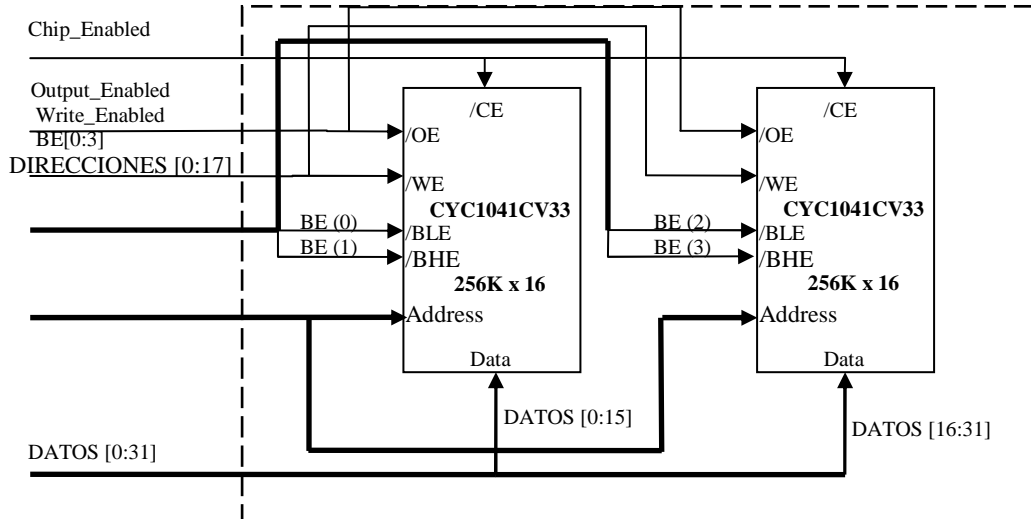 Chip_Enabled
Output_Enabled
Write_Enabled
BE[0:3]
DIRECCIONES [0:17]
DATOS [0:31]
/CE
/OE
/WE
CYC1041CV33
BE (0)
/BLE
BE (1)
/BHE
256K x 16
Address
Data
DATOS [0:15]
/CE
/OE
/WE
CYC1041CV33
BE (2)
/BLE
BE (3)
/BHE
256K x 16
Address
Data
DATOS [16:31]